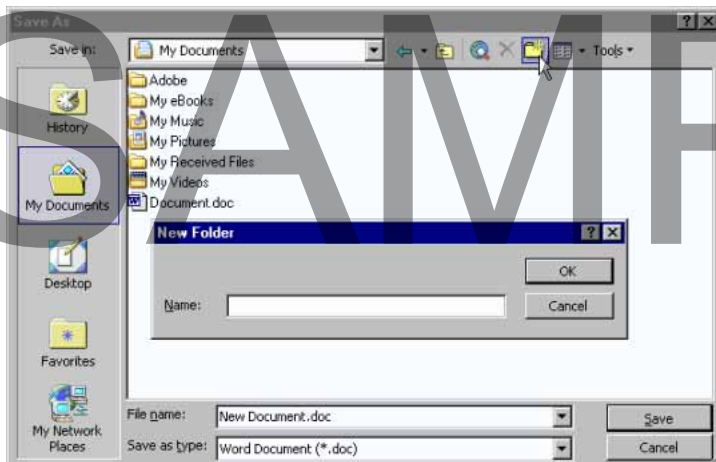 Save As
Save in:
My Documents
Tools
History
My Documents
Desktop
Favorites
My Network
Places
Adobe
My eBooks
My Music
My Pictures
My Received Files
My Videos
Document.doc
New Folder
OK
Name:
Cancel
File name:
New Document.doc
Save
Save as type:
Word Document (*.doc)
Cancel